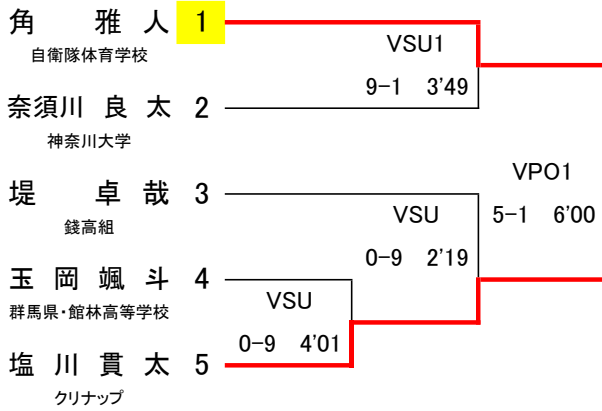 角 雅 人 1
自衛隊体育学校
VSU1
9-1 3'49
奈須川 良 太 2
神奈川大学
VPO1
5-1 6'00
堤 卓 哉 3
銭高組
VSU
0-9 2'19
玉 岡 颯 斗 4
群馬県・館林高等学校
VSU
0-9 4'01
塩 川 貫 太 5
クリナップ